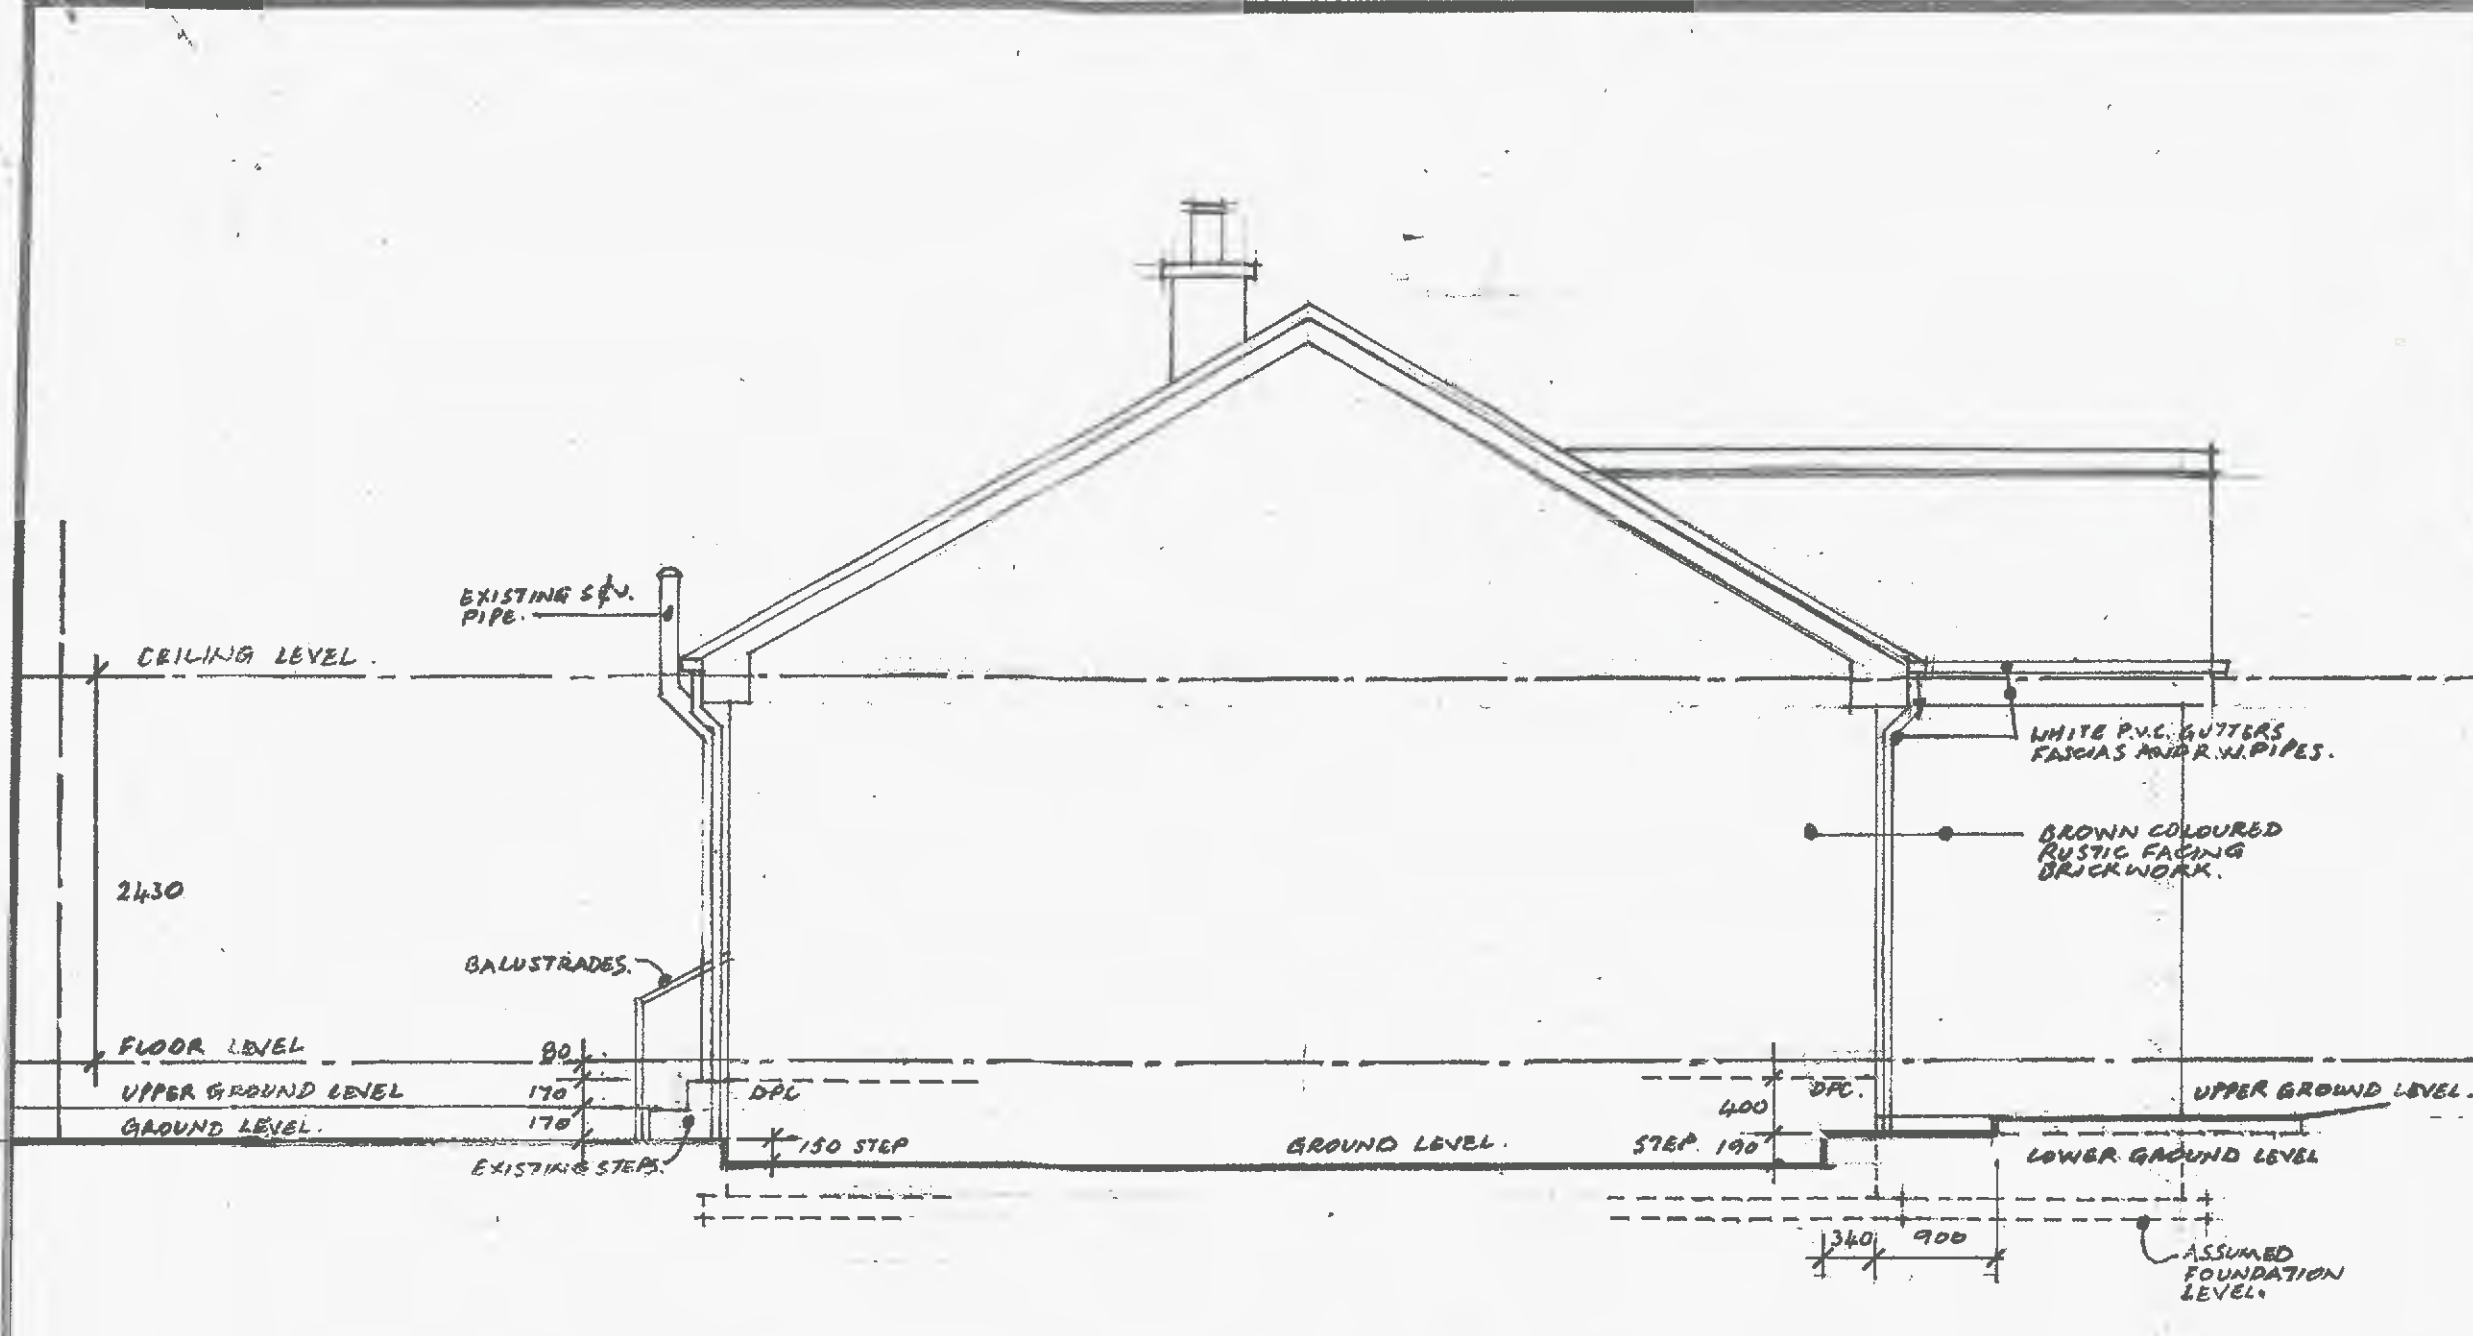 EXISTING S&V.
PIPE.
CEILING LEVEL.
WHITE P.V.C. GUTTERS
FASCIAS AND R.W. PIPES.
BROWN COLOURED
RUSTIC FACING
BRICKWORK.
2430
BALUSTRADES.
FLOOR LEVEL
80
UPPER GROUND LEVEL
170
DPC
400
DPC.
UPPER GROUND LEVEL.
GROUND LEVEL.
170
150 STEP
GROUND LEVEL.
STEP. 190
LOWER GROUND LEVEL
EXISTING STEPS.
340
900
ASSUMED
FOUNDATION
LEVEL.